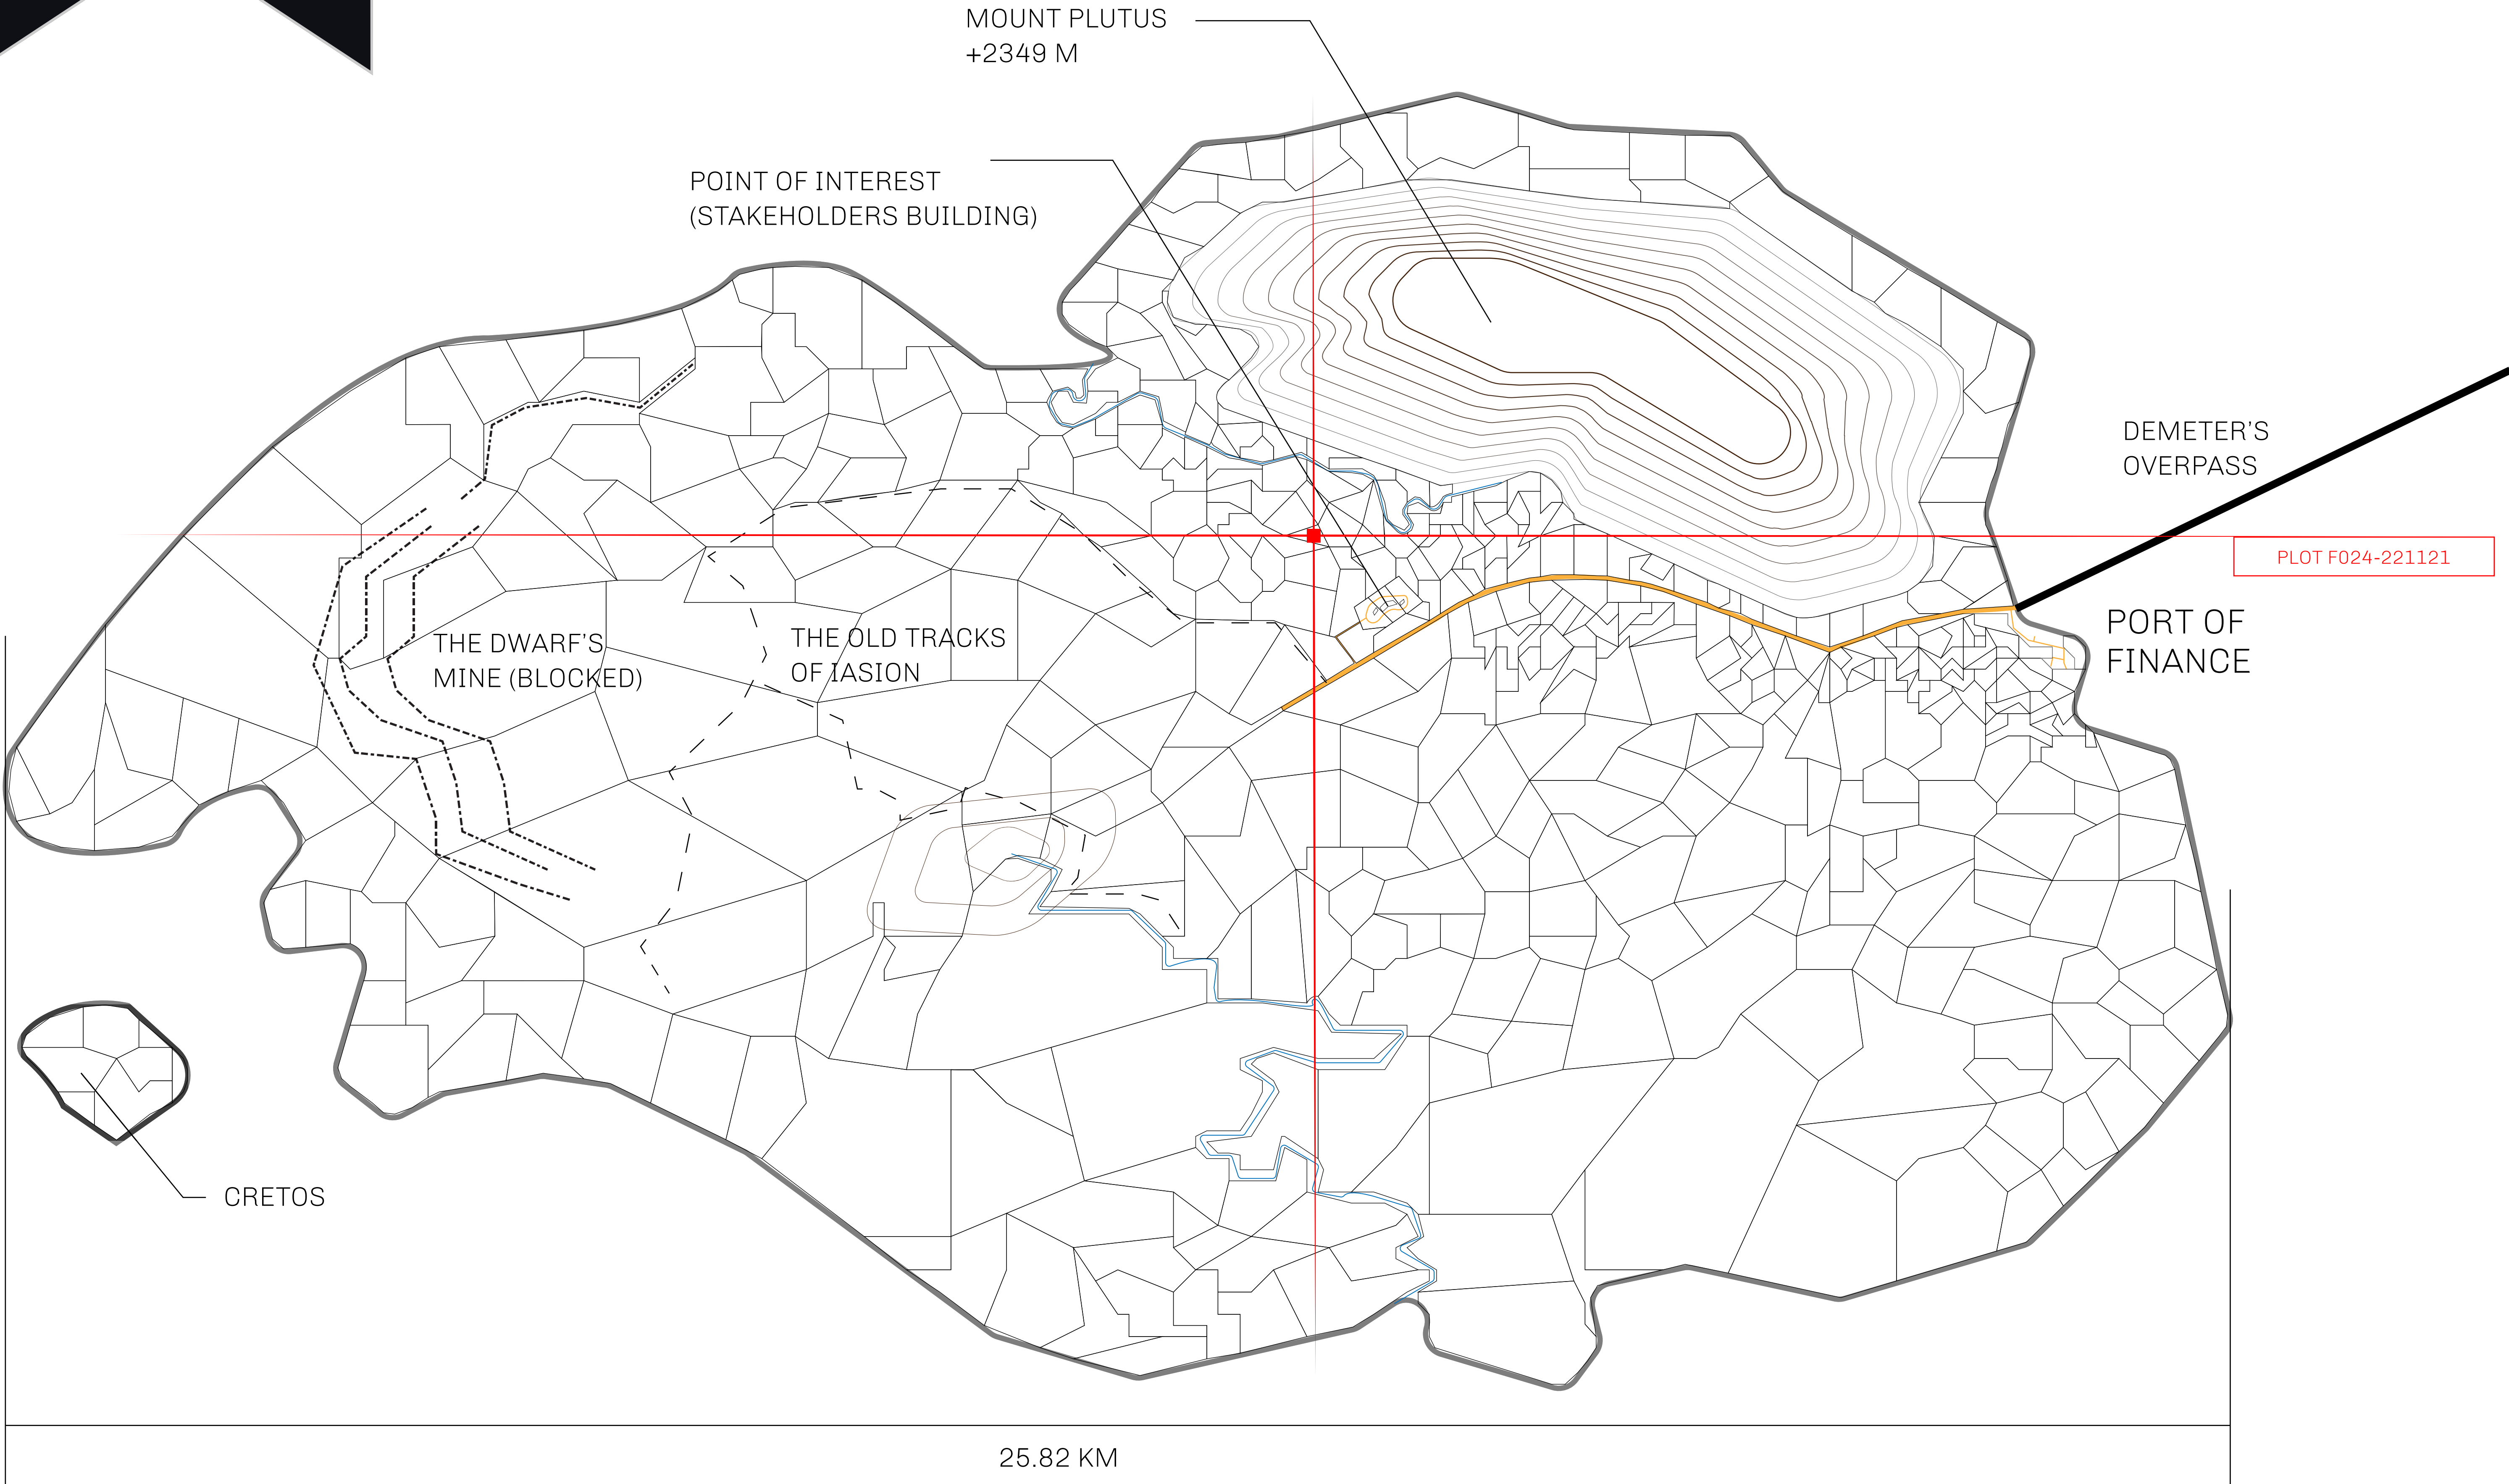 MOUNT PLUTUS
+2349 M
POINT OF INTEREST
(STAKEHOLDERS BUILDING)
DEMETER'S
OVERPASS
PLOT F024-221121
PORT OF
FINANCE
THE DWARF'S
MINE (BLOCKED)
THE OLD TRACKS
OF IASION
CRETOS
25.82 KM